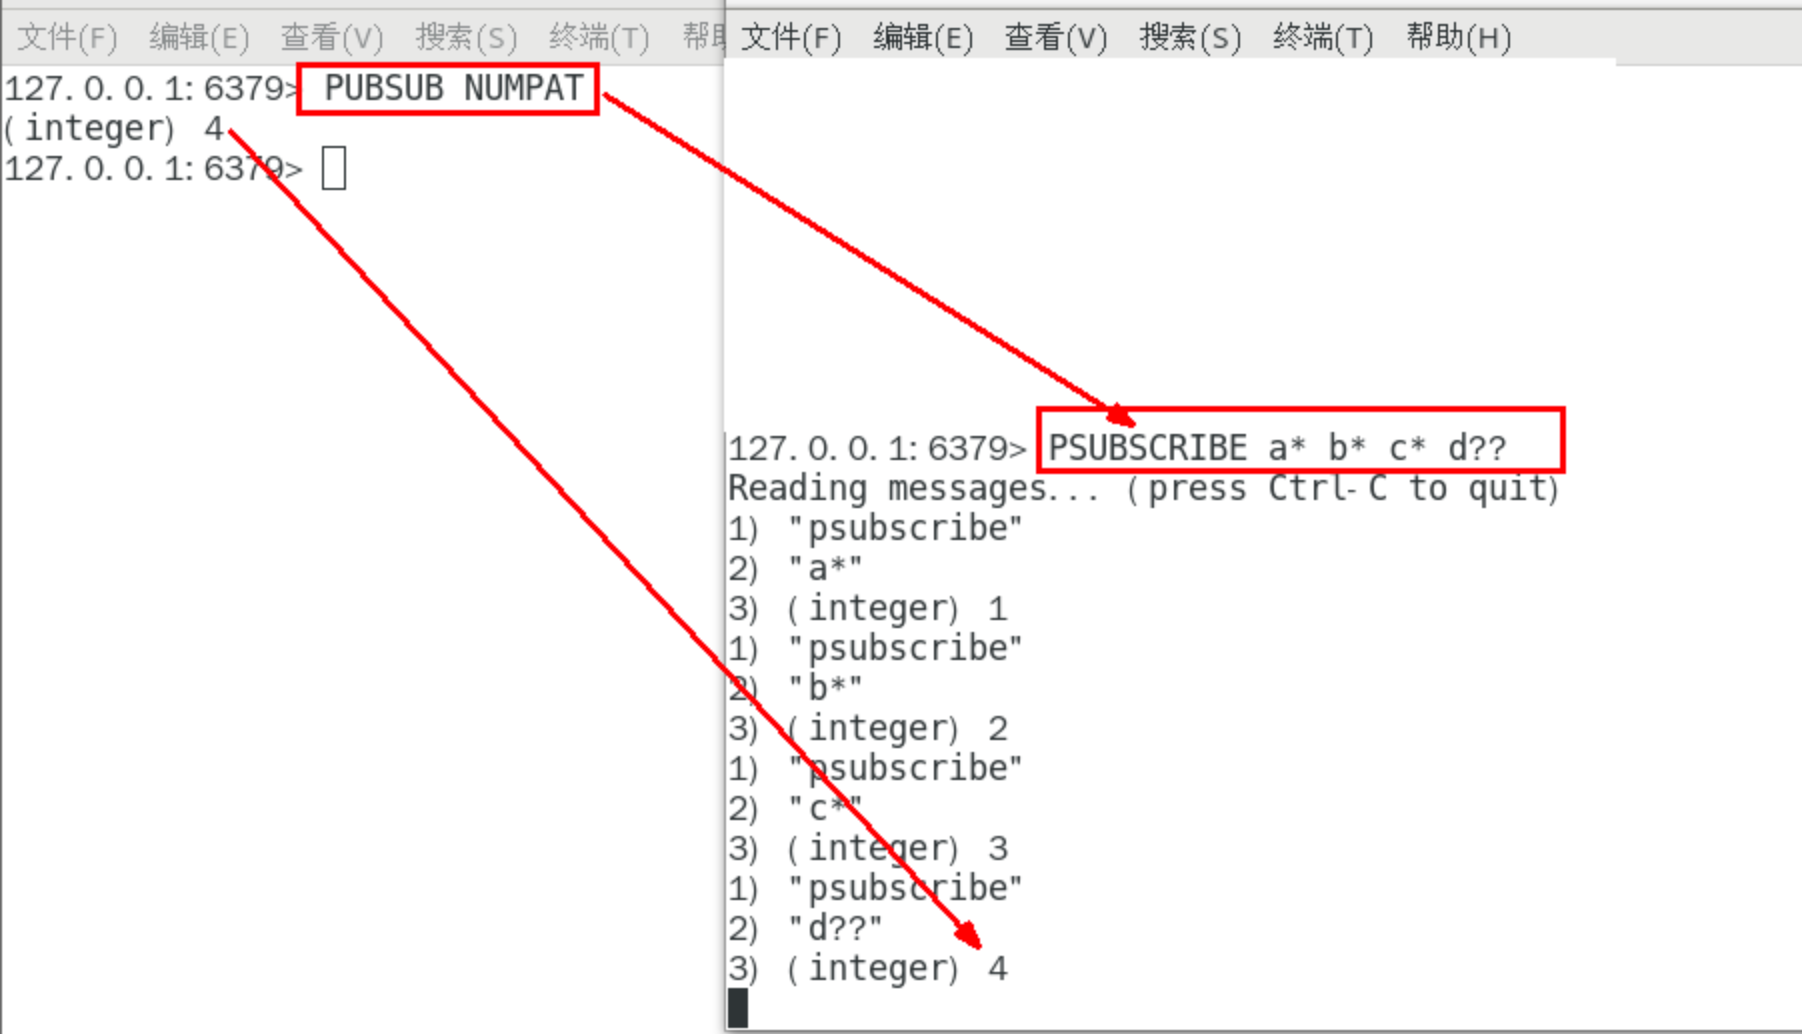 文件(F) 编辑(E) 查看(V) 搜索(S) 终端(T) 帮助
127.0.0.1:6379> PUBSUB NUMPAT
(integer) 4
127.0.0.1:6379>
文件(F) 编辑(E) 查看(V) 搜索(S) 终端(T) 帮助(H)
127.0.0.1:6379> PSUBSCRIBE a* b* c* d??
Reading messages... (press Ctrl-C to quit)
1) "psubscribe"
2) "a*"
3) (integer) 1
1) "psubscribe"
2) "b*"
3) (integer) 2
1) "psubscribe"
2) "c*"
3) (integer) 3
1) "psubscribe"
2) "d??"
3) (integer) 4